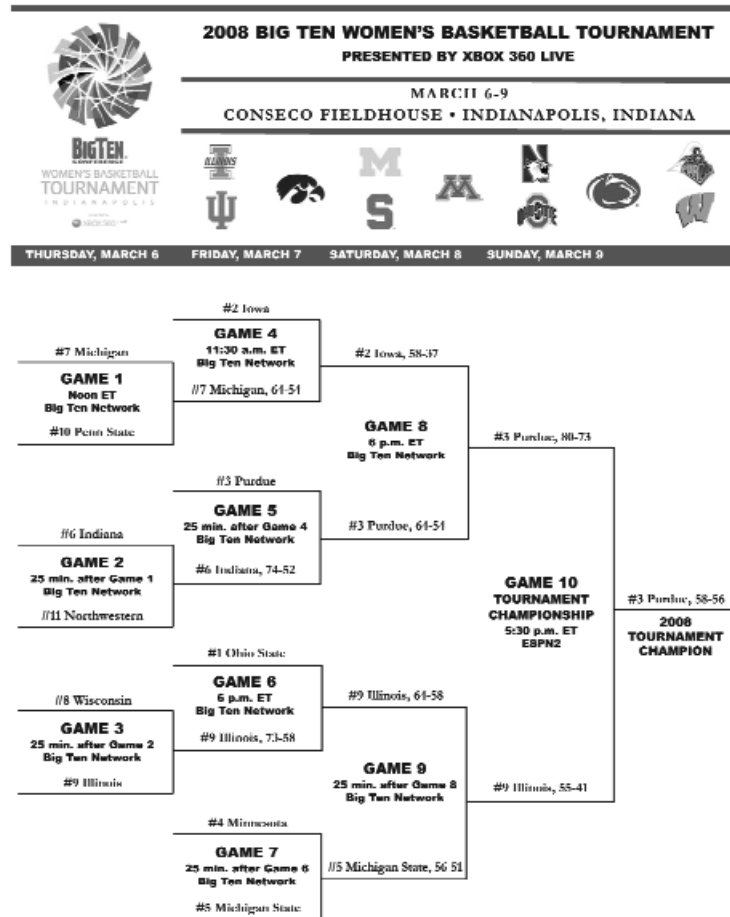 2008 BIG TEN WOMEN'S BASKETBALL TOURNAMENT
PRESENTED BY XBOX 360 LIVE
MARCH 6-9
CONSECO FIELDHOUSE • INDIANAPOLIS, INDIANA
BIGTEN
CONFERENCE
WOMEN'S BASKETBALL
TOURNAMENT
INDIANAPOLIS
XBOX 360
ILLINOIS
OHIO STATE
THURSDAY, MARCH 6
FRIDAY, MARCH 7
SATURDAY, MARCH 8
SUNDAY, MARCH 9
#2 Iowa
GAME 4
11:30 a.m. ET
Big Ten Network
#7 Michigan, 64-54
#7 Michigan
GAME 1
Noon ET
Big Ten Network
#10 Penn State
#2 Iowa, 58-37
GAME 8
6 p.m. ET
Big Ten Network
#3 Purdue, 64-54
#3 Purdue, 80-73
#3 Purdue
GAME 5
25 min. after Game 4
Big Ten Network
#6 Indiana, 74-52
#6 Indiana
GAME 2
25 min. after Game 1
Big Ten Network
#11 Northwestern
GAME 10
TOURNAMENT
CHAMPIONSHIP
5:30 p.m. ET
ESPN2
#3 Purdue, 58-56
2008
TOURNAMENT
CHAMPION
#1 Ohio State
GAME 6
6 p.m. ET
Big Ten Network
#9 Illinois, 73-58
#8 Wisconsin
GAME 3
25 min. after Game 2
Big Ten Network
#9 Illinois
#9 Illinois, 64-58
GAME 9
25 min. after Game 8
Big Ten Network
#5 Michigan State, 56-51
#9 Illinois, 55-41
#4 Minnesota
GAME 7
25 min. after Game 6
Big Ten Network
#5 Michigan State